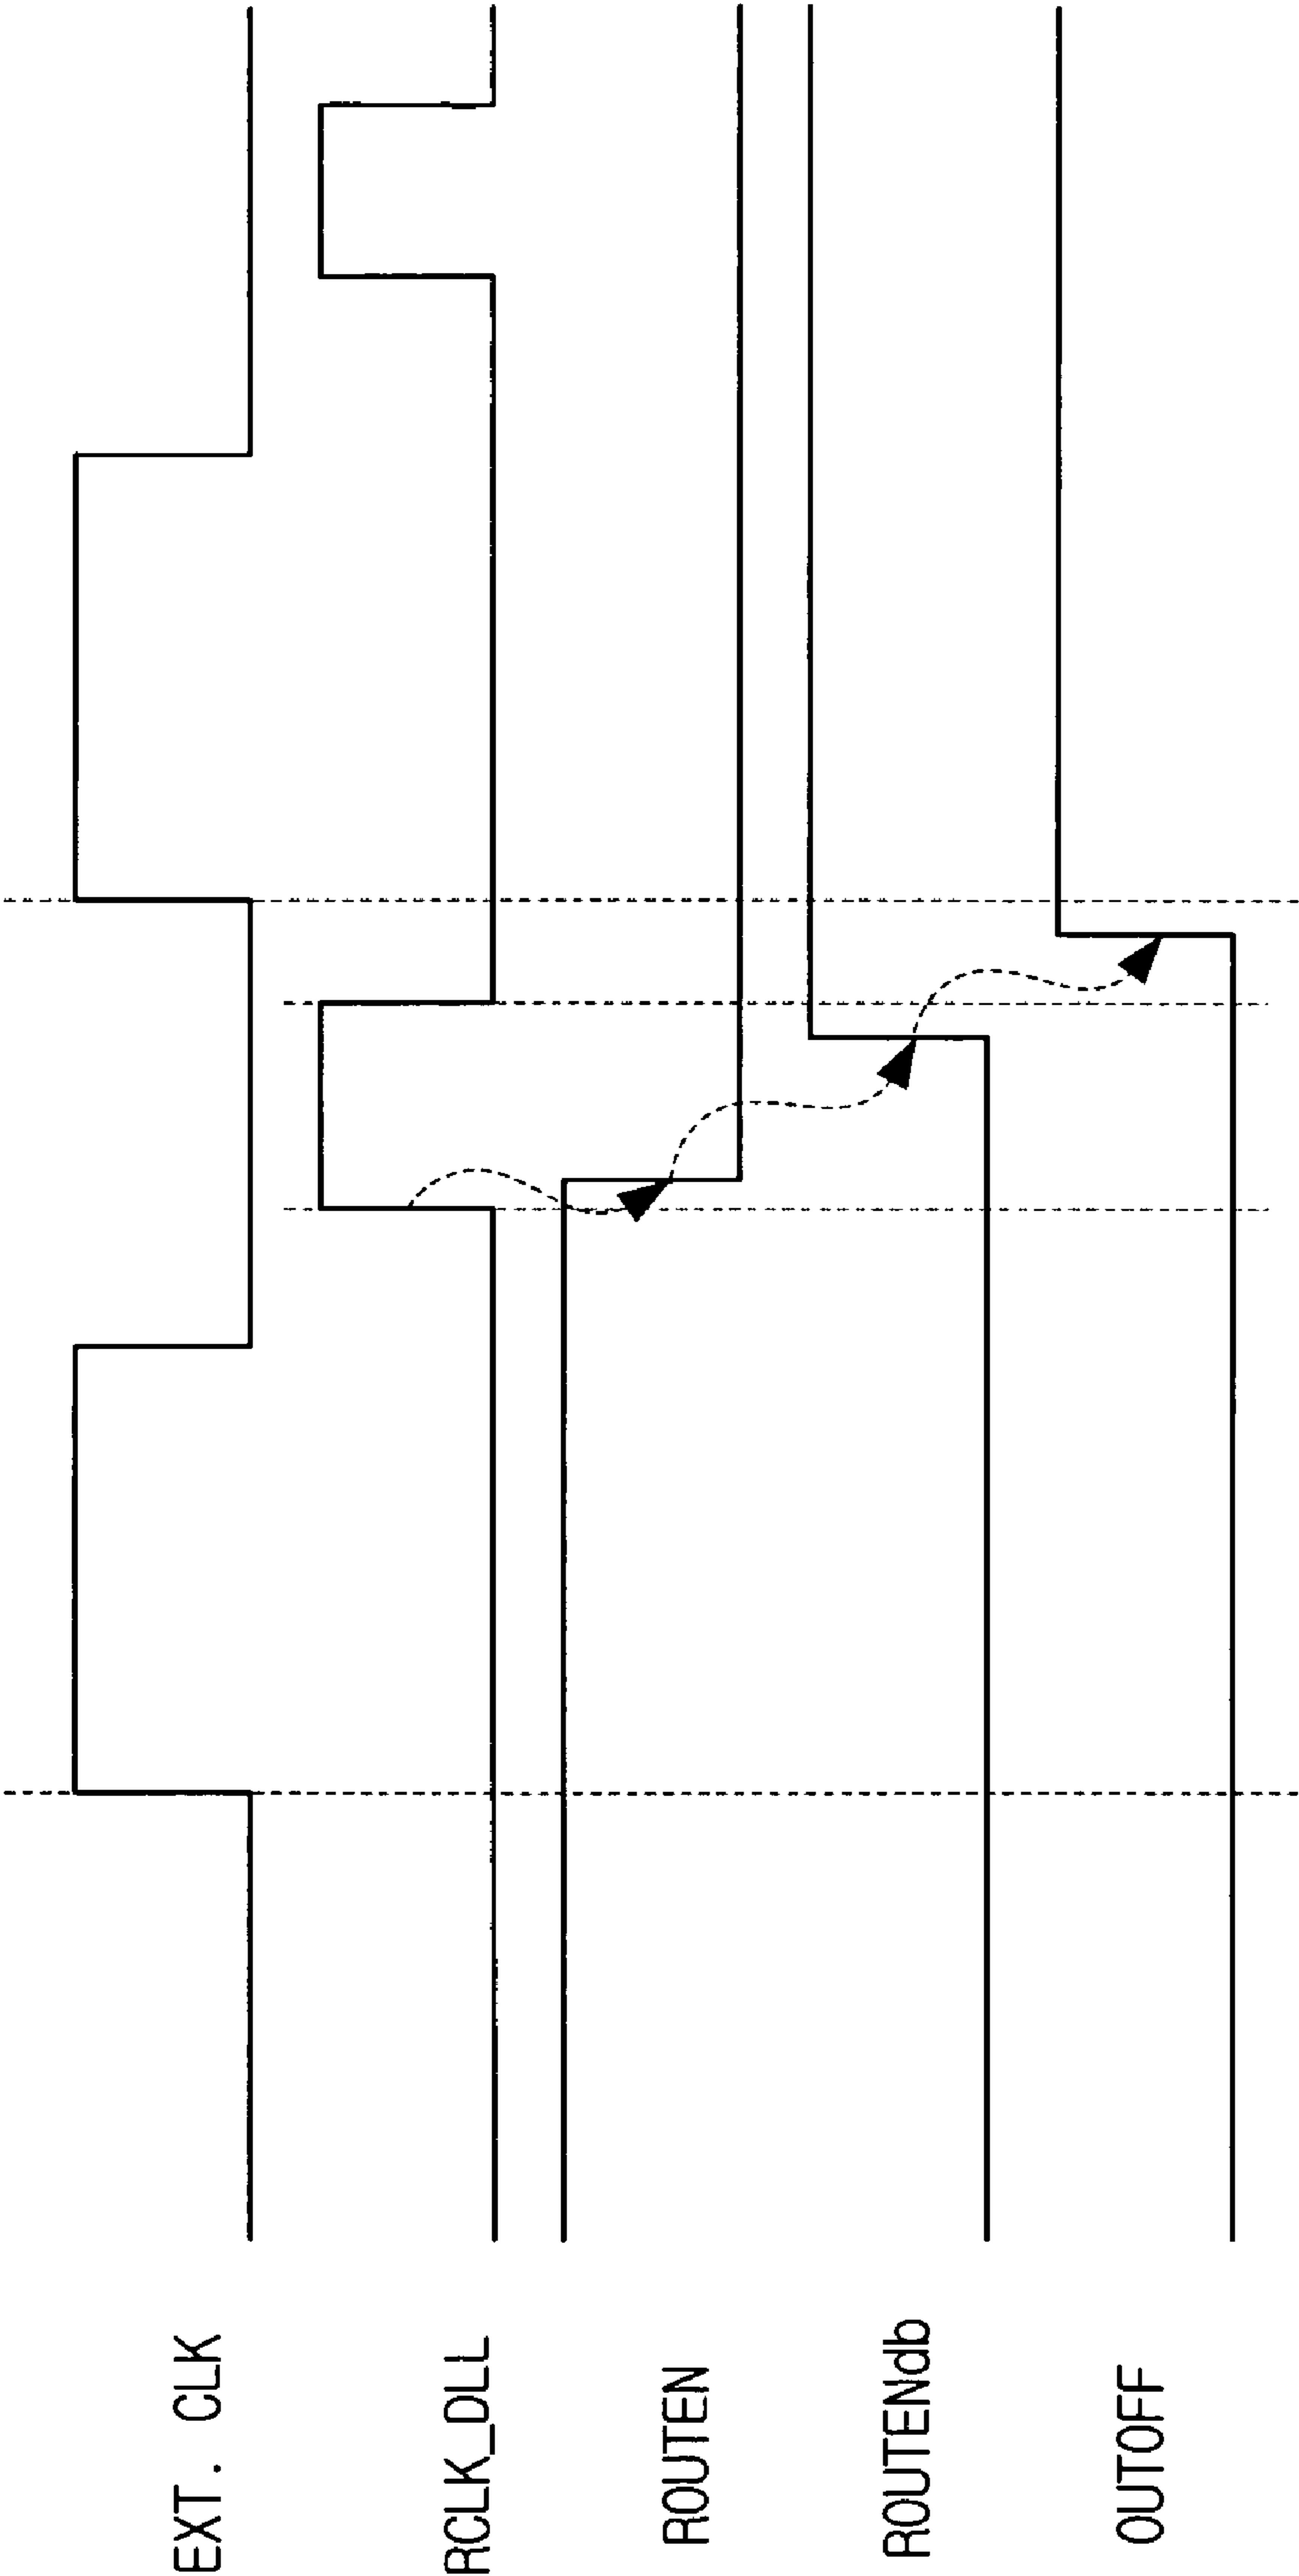 EXT. CLK
RCLK_DLL
ROUTEN
ROUTENdb
OUTOFF